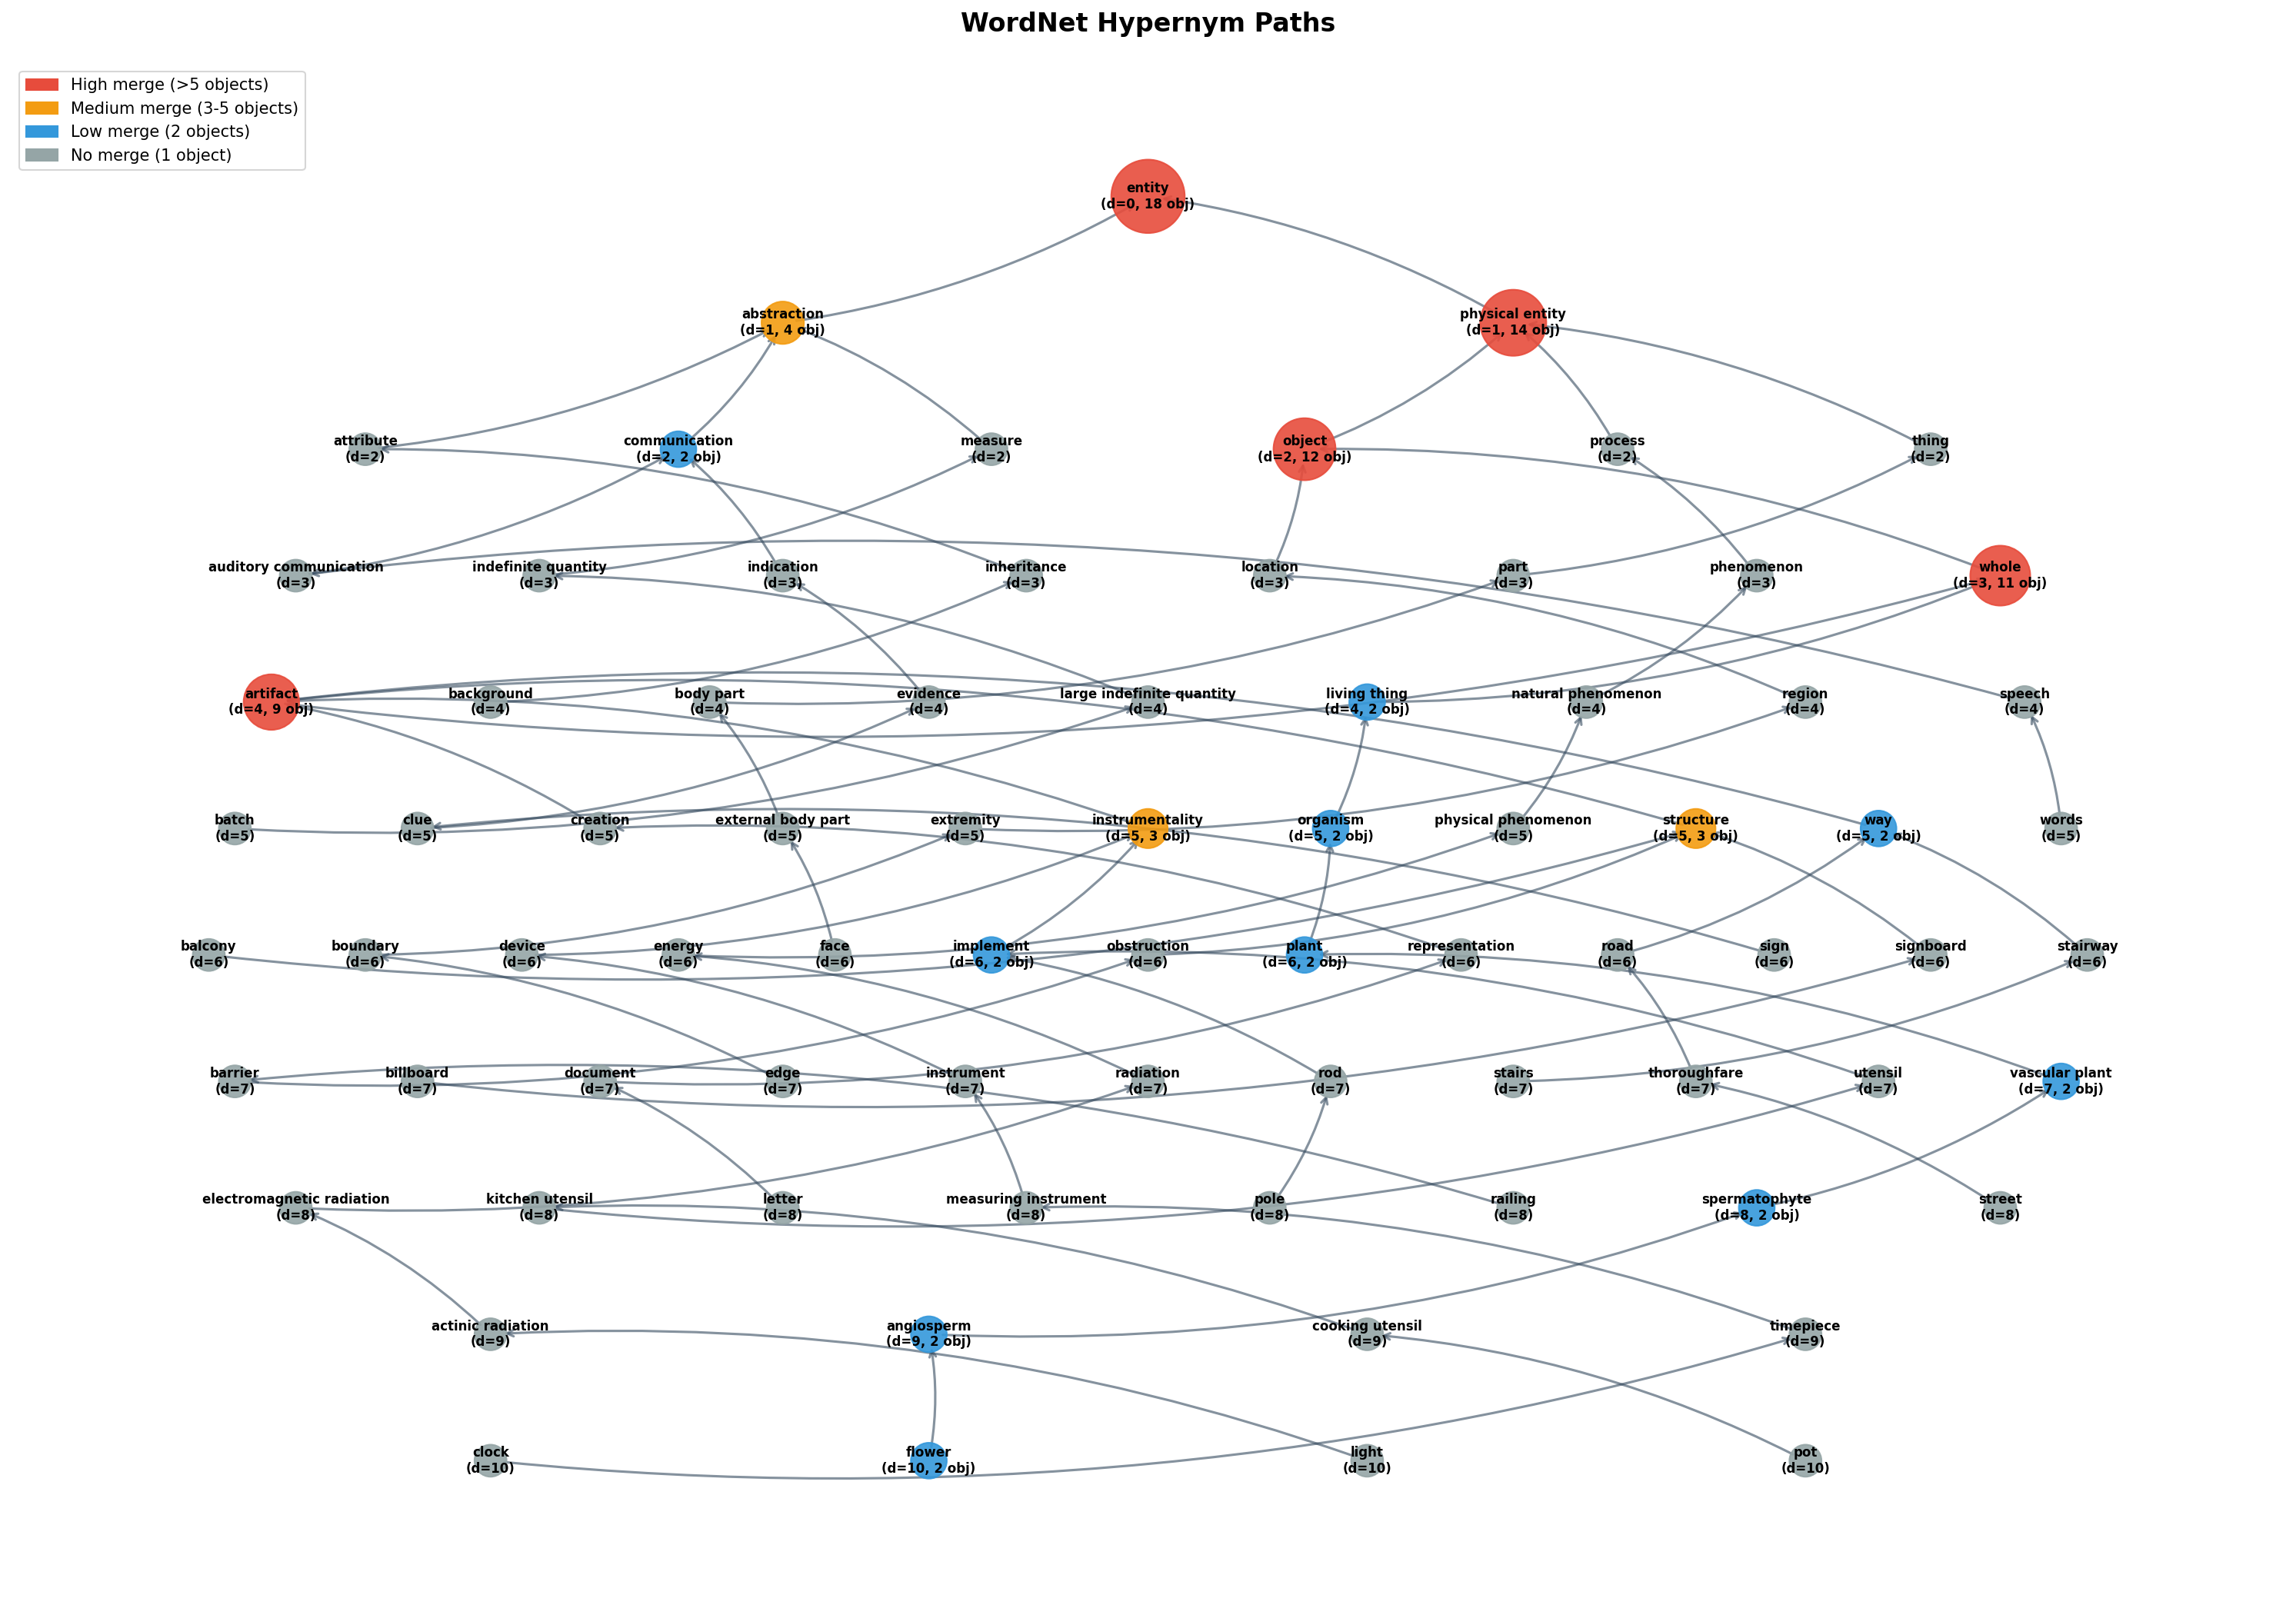 WordNet Hypernym Paths
High merge (>5 objects)
Medium merge (3-5 objects)
Low merge (2 objects)
No merge (1 object)
entity
(d=0, 18 obj)
abstraction
(d=1, 4 obj)
physical entity
(d=1, 14 obj)
attribute
(d=2)
communication
(d=2, 2 obj)
measure
(d=2)
object
(d=2, 12 obj)
process
(d=2)
thing
(d=2)
auditory communication
(d=3)
indefinite quantity
(d=3)
indication
(d=3)
inheritance
(d=3)
location
(d=3)
part
(d=3)
phenomenon
(d=3)
whole
(d=3, 11 obj)
artifact
(d=4, 9 obj)
background
(d=4)
body part
(d=4)
evidence
(d=4)
large indefinite quantity
(d=4)
living thing
(d=4, 2 obj)
natural phenomenon
(d=4)
region
(d=4)
speech
(d=4)
batch
(d=5)
clue
(d=5)
creation
(d=5)
external body part
(d=5)
extremity
(d=5)
instrumentality
(d=5, 3 obj)
organism
(d=5, 2 obj)
physical phenomenon
(d=5)
structure
(d=5, 3 obj)
way
(d=5, 2 obj)
words
(d=5)
balcony
(d=6)
boundary
(d=6)
device
(d=6)
energy
(d=6)
face
(d=6)
implement
(d=6, 2 obj)
obstruction
(d=6)
plant
(d=6, 2 obj)
representation
(d=6)
road
(d=6)
sign
(d=6)
signboard
(d=6)
stairway
(d=6)
barrier
(d=7)
billboard
(d=7)
document
(d=7)
edge
(d=7)
instrument
(d=7)
radiation
(d=7)
rod
(d=7)
stairs
(d=7)
thoroughfare
(d=7)
utensil
(d=7)
vascular plant
(d=7, 2 obj)
electromagnetic radiation
(d=8)
kitchen utensil
(d=8)
letter
(d=8)
measuring instrument
(d=8)
pole
(d=8)
railing
(d=8)
spermatophyte
(d=8, 2 obj)
street
(d=8)
actinic radiation
(d=9)
angiosperm
(d=9, 2 obj)
cooking utensil
(d=9)
timepiece
(d=9)
clock
(d=10)
flower
(d=10, 2 obj)
light
(d=10)
pot
(d=10)